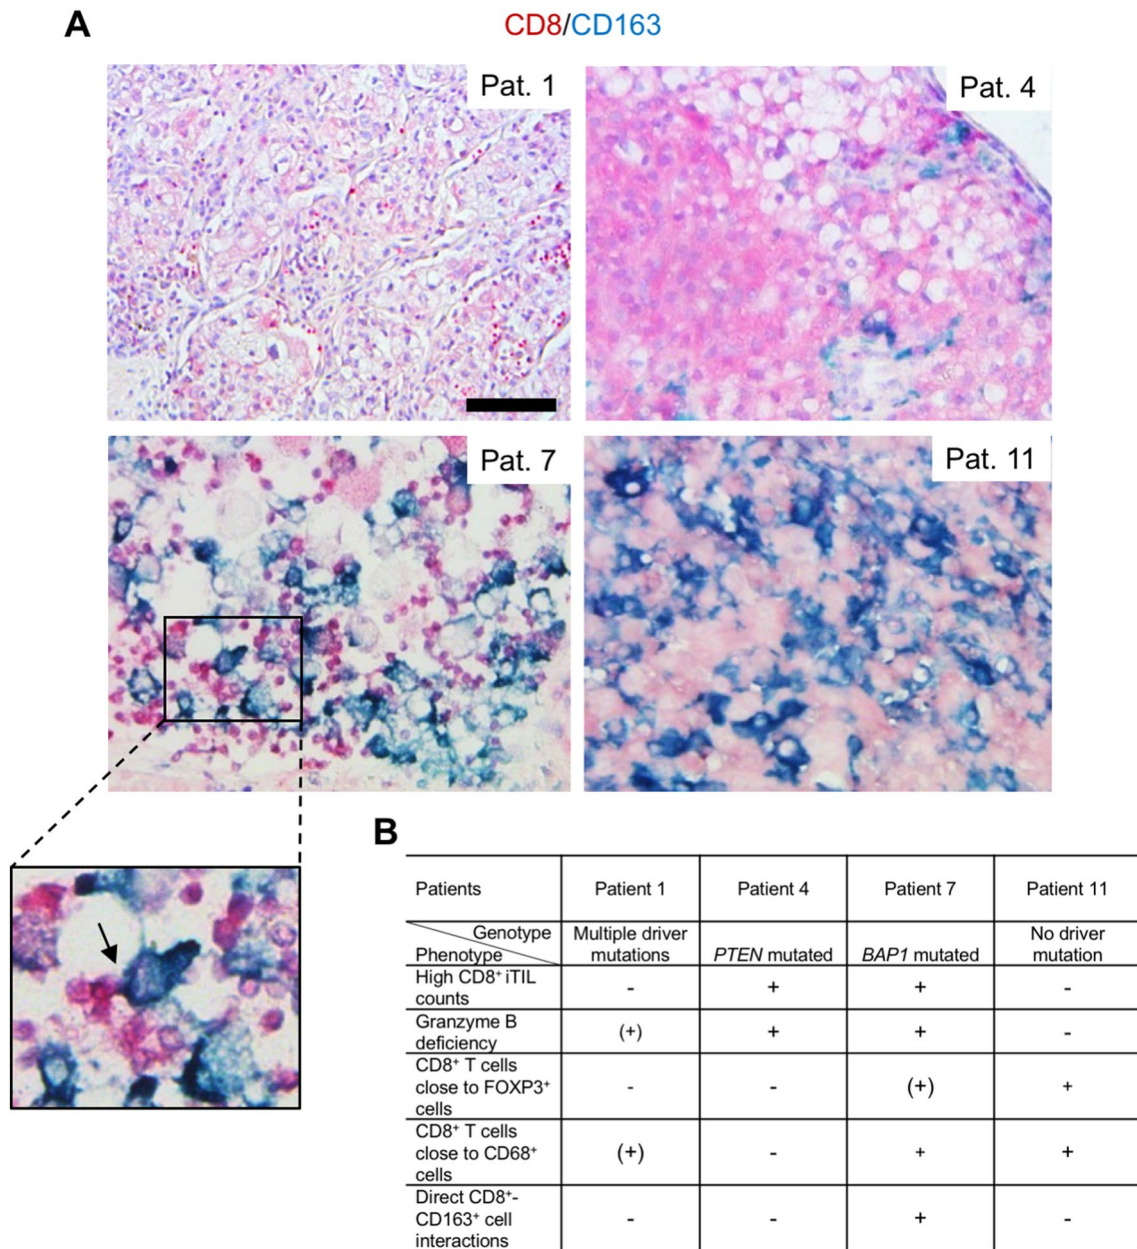 A
CD8/CD163
Pat. 1
Pat. 4
Pat. 7
Pat. 11
B
Patients
Patient 1
Patient 4
Patient 7
Patient 11
Genotype
Phenotype
Multiple driver
mutations
PTEN mutated
BAP1 mutated
No driver
mutation
High CD8⁺ iTIL
counts
-
+
+
-
Granzyme B
deficiency
(+)
+
+
-
CD8⁺ T cells
close to FOXP3⁺
cells
-
-
(+)
+
CD8⁺ T cells
close to CD68⁺
cells
(+)
-
+
+
Direct CD8⁺-
CD163⁺ cell
interactions
-
-
+
-